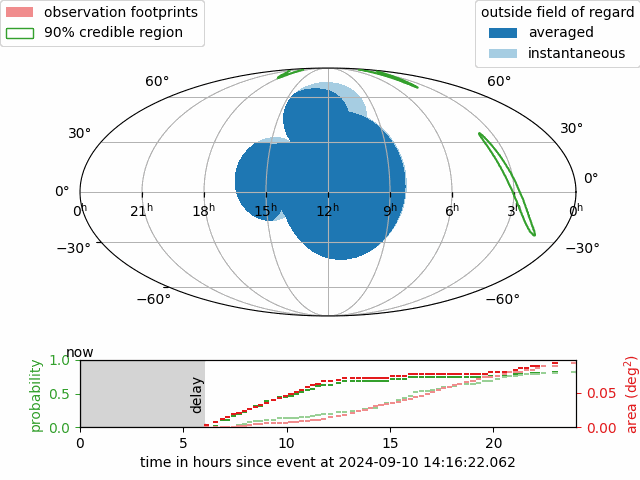 observation footprints
90% credible region
outside field of regard
averaged
instantaneous
60° 60°
30° 30°
0° 0°
0h 21h 18h 15h 12h 9h 6h 3h 0h
−30° −30°
−60° −60°
now
delay
probability
1.0
0.5
0.0
area (deg²)
0.05
0.00
0 5 10 15 20
time in hours since event at 2024-09-10 14:16:22.062